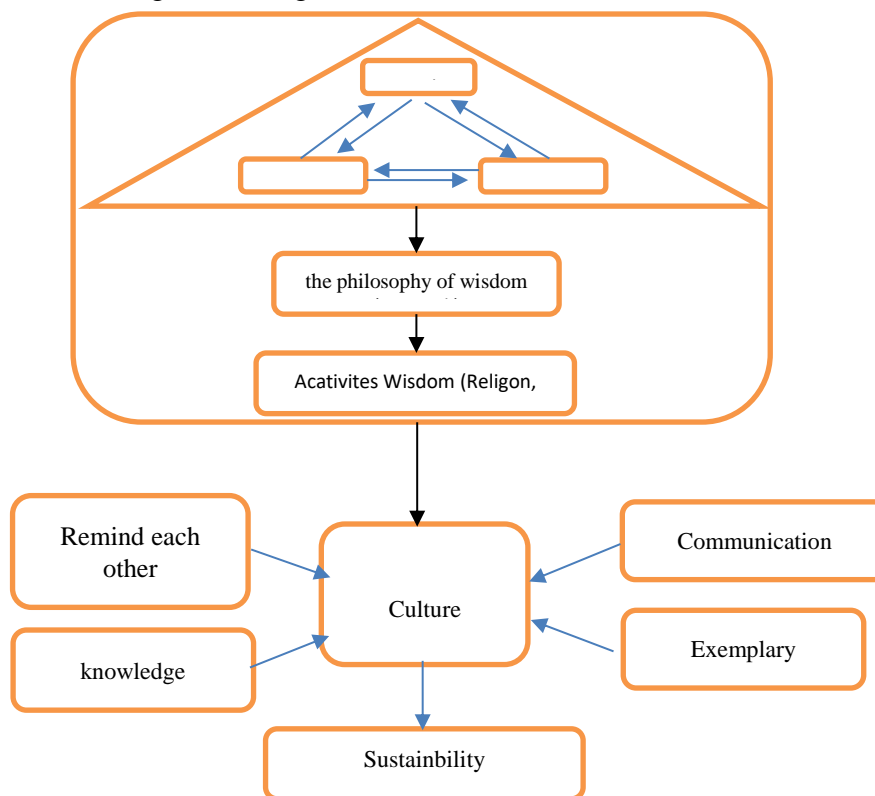 the philosophy of wisdom
Acativites Wisdom (Religon,
Remind each
other
Communication
Culture
knowledge
Exemplary
Sustainbility